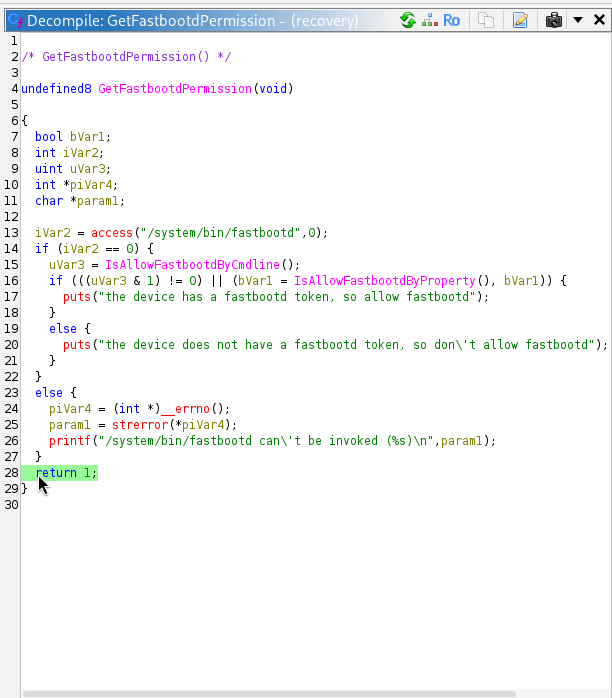 Decompile: GetFastbootdPermission - (recovery)
Ro
1
2 /* GetFastbootdPermission() */
3
4 undefined8 GetFastbootdPermission(void)
5
6 {
7   bool bVar1;
8   int iVar2;
9   uint uVar3;
10   int *piVar4;
11   char *param1;
12
13   iVar2 = access("/system/bin/fastbootd",0);
14   if (iVar2 == 0) {
15     uVar3 = IsAllowFastbootdByCmdline();
16     if (((uVar3 & 1) != 0) || (bVar1 = IsAllowFastbootdByProperty(), bVar1)) {
17       puts("the device has a fastbootd token, so allow fastbootd");
18     }
19     else {
20       puts("the device does not have a fastbootd token, so don\'t allow fastbootd");
21     }
22   }
23   else {
24     piVar4 = (int *)__errno();
25     param1 = strerror(*piVar4);
26     printf("/system/bin/fastbootd can\'t be invoked (%s)\n",param1);
27   }
28   return 1;
29 }
30